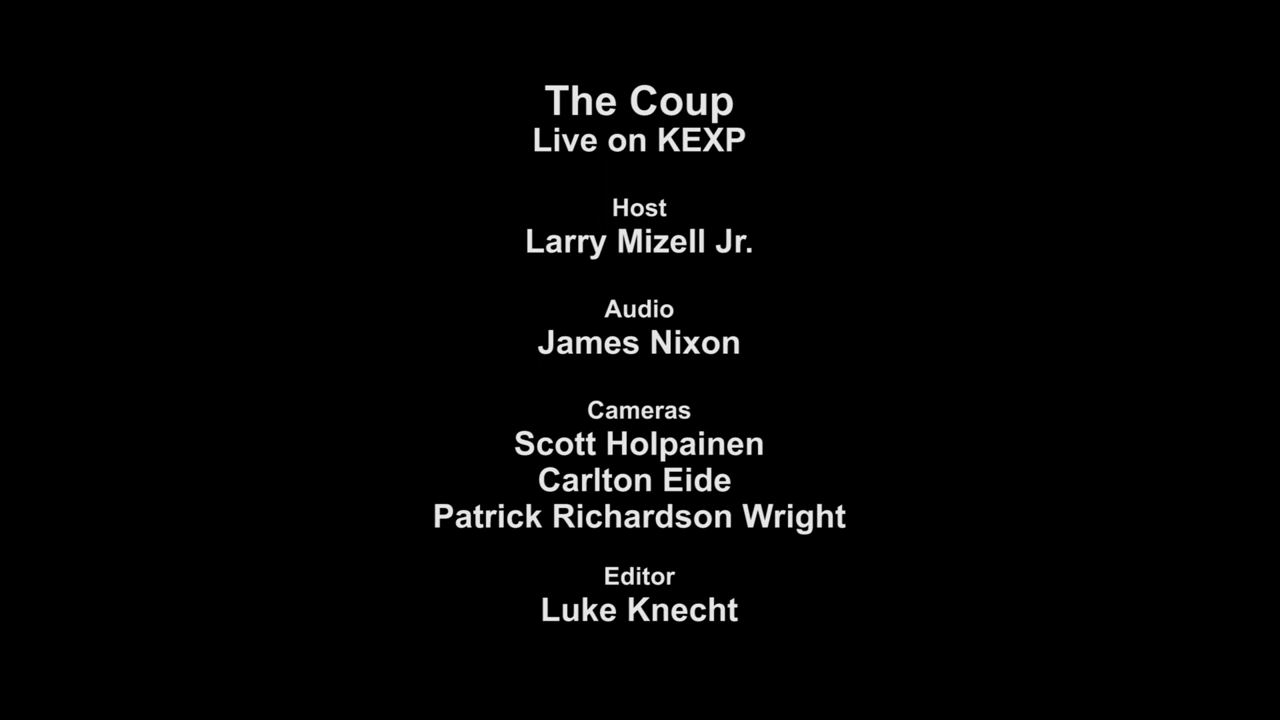 The Coup
Live on KEXP
Host
Larry Mizell Jr.
Audio
James Nixon
Cameras
Scott Holpainen
Carlton Eide
Patrick Richardson Wright
Editor
Luke Knecht